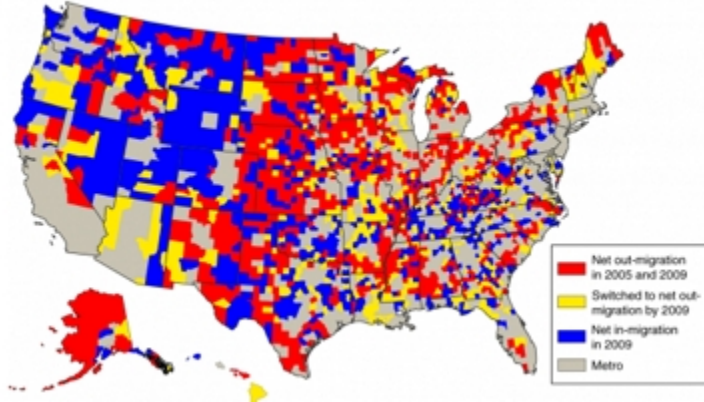 Net out-migration
in 2005 and 2009
Switched to net out-
migration by 2009
Net in-migration
in 2009
Metro